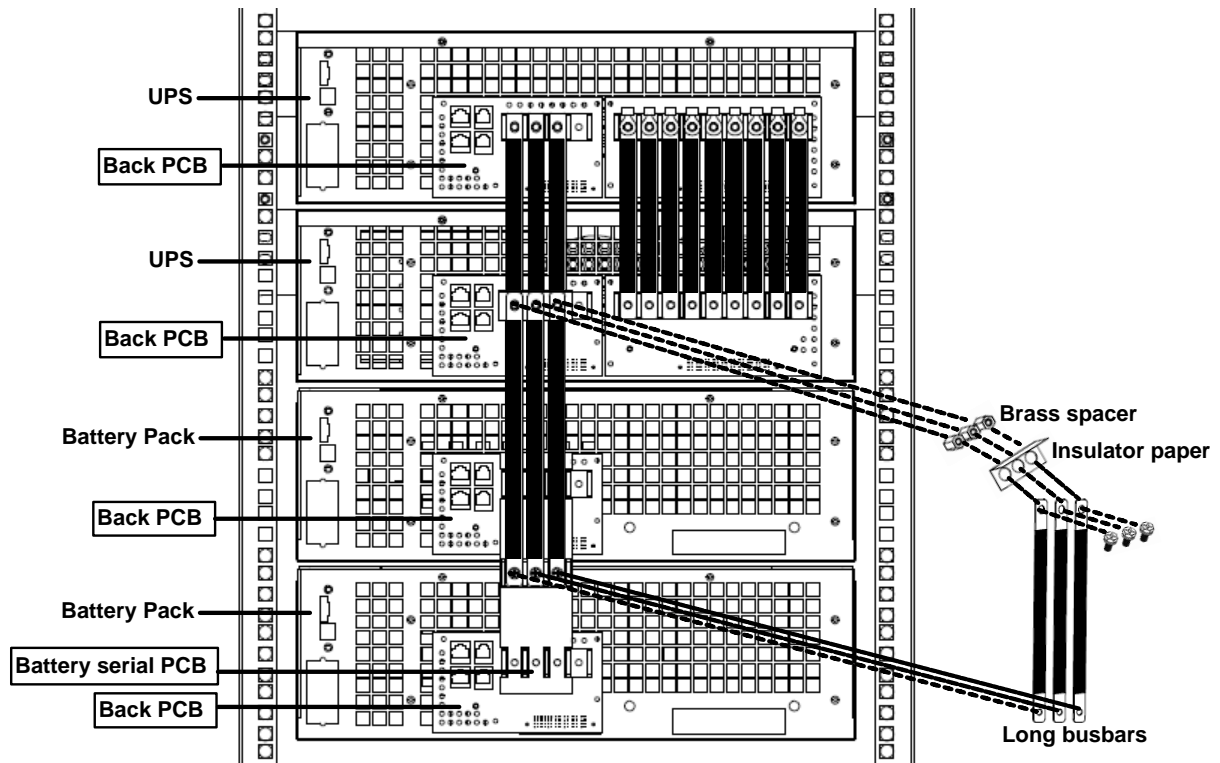 UPS
Back PCB
UPS
Back PCB
Brass spacer
Battery Pack
Insulator paper
Back PCB
Battery Pack
Battery serial PCB
Back PCB
Long busbars